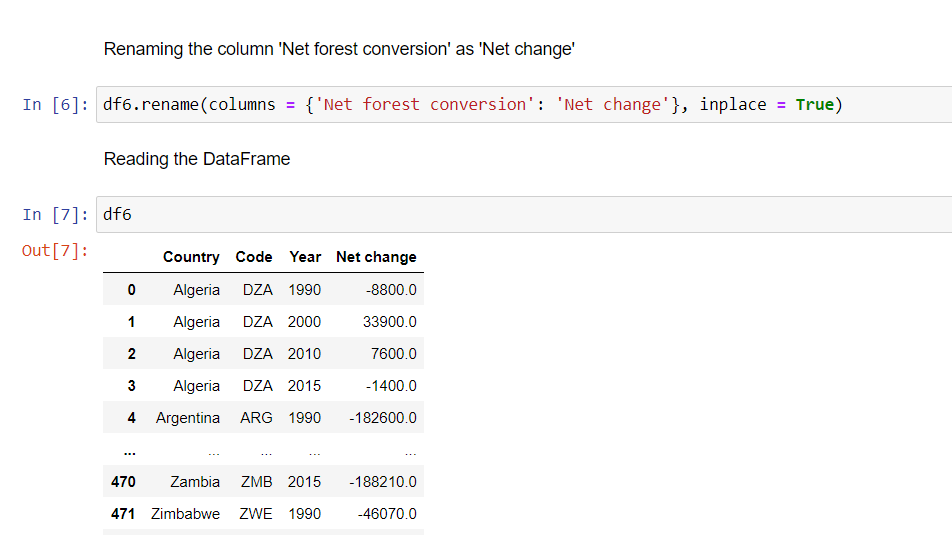 Renaming the column 'Net forest conversion' as 'Net change'
In [6]: df6.rename(columns = {'Net forest conversion': 'Net change'}, inplace = True)
Reading the DataFrame
In [7]: df6
Out[7]:
Country Code Year Net change
0 Algeria DZA 1990 -8800.0
1 Algeria DZA 2000 33900.0
2 Algeria DZA 2010 7600.0
3 Algeria DZA 2015 -1400.0
4 Argentina ARG 1990 -182600.0
... ... ... ... ...
470 Zambia ZMB 2015 -188210.0
471 Zimbabwe ZWE 1990 -46070.0